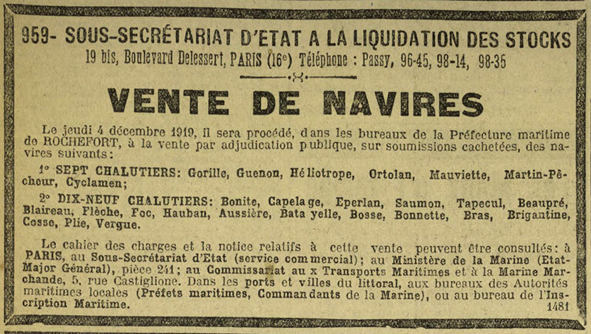 959- SOUS-SECRÉTARIAT D'ETAT A LA LIQUIDATION DES STOCKS
19 bis, Boulevard Delessert, PARIS (16e) Téléphone : Passy, 96-45, 98-14, 98-35
VENTE DE NAVIRES
Le jeudi 4 décembre 1919, il sera procédé, dans les bureaux de la Préfecture maritime
de ROCHEFORT, à la vente par adjudication publique, sur soumissions cachetées, des na-
vires suivants :
1° SEPT CHALUTIERS: Gorille, Guenon, Héliotrope, Ortolan, Mauviette, Martin-Pê-
cheur, Cyclamen;
2° DIX-NEUF CHALUTIERS: Bonite, Capelage, Eperlan, Saumon, Tapecul, Beaupré,
Blaireau, Flèche, Foc, Hauban, Aussière, Bata yelle, Bosse, Bonnette, Bras, Brigantine,
Cosse, Plie, Vergue.
Le cahier des charges et la notice relatifs à cette vente peuvent être consultés : à
PARIS, au Sous-Secrétariat d'Etat (service commercial) ; au Ministère de la Marine (Etat-
Major Général), pièce 241 ; au Commissariat au x Transports Maritimes et à la Marine Mar-
chande, 5, rue Castiglione. Dans les ports et villes du littoral, aux bureaux des Autorités
maritimes locales (Préfets maritimes, Commandants de la Marine), ou au bureau de l'Ins-
cription Maritime. 1481